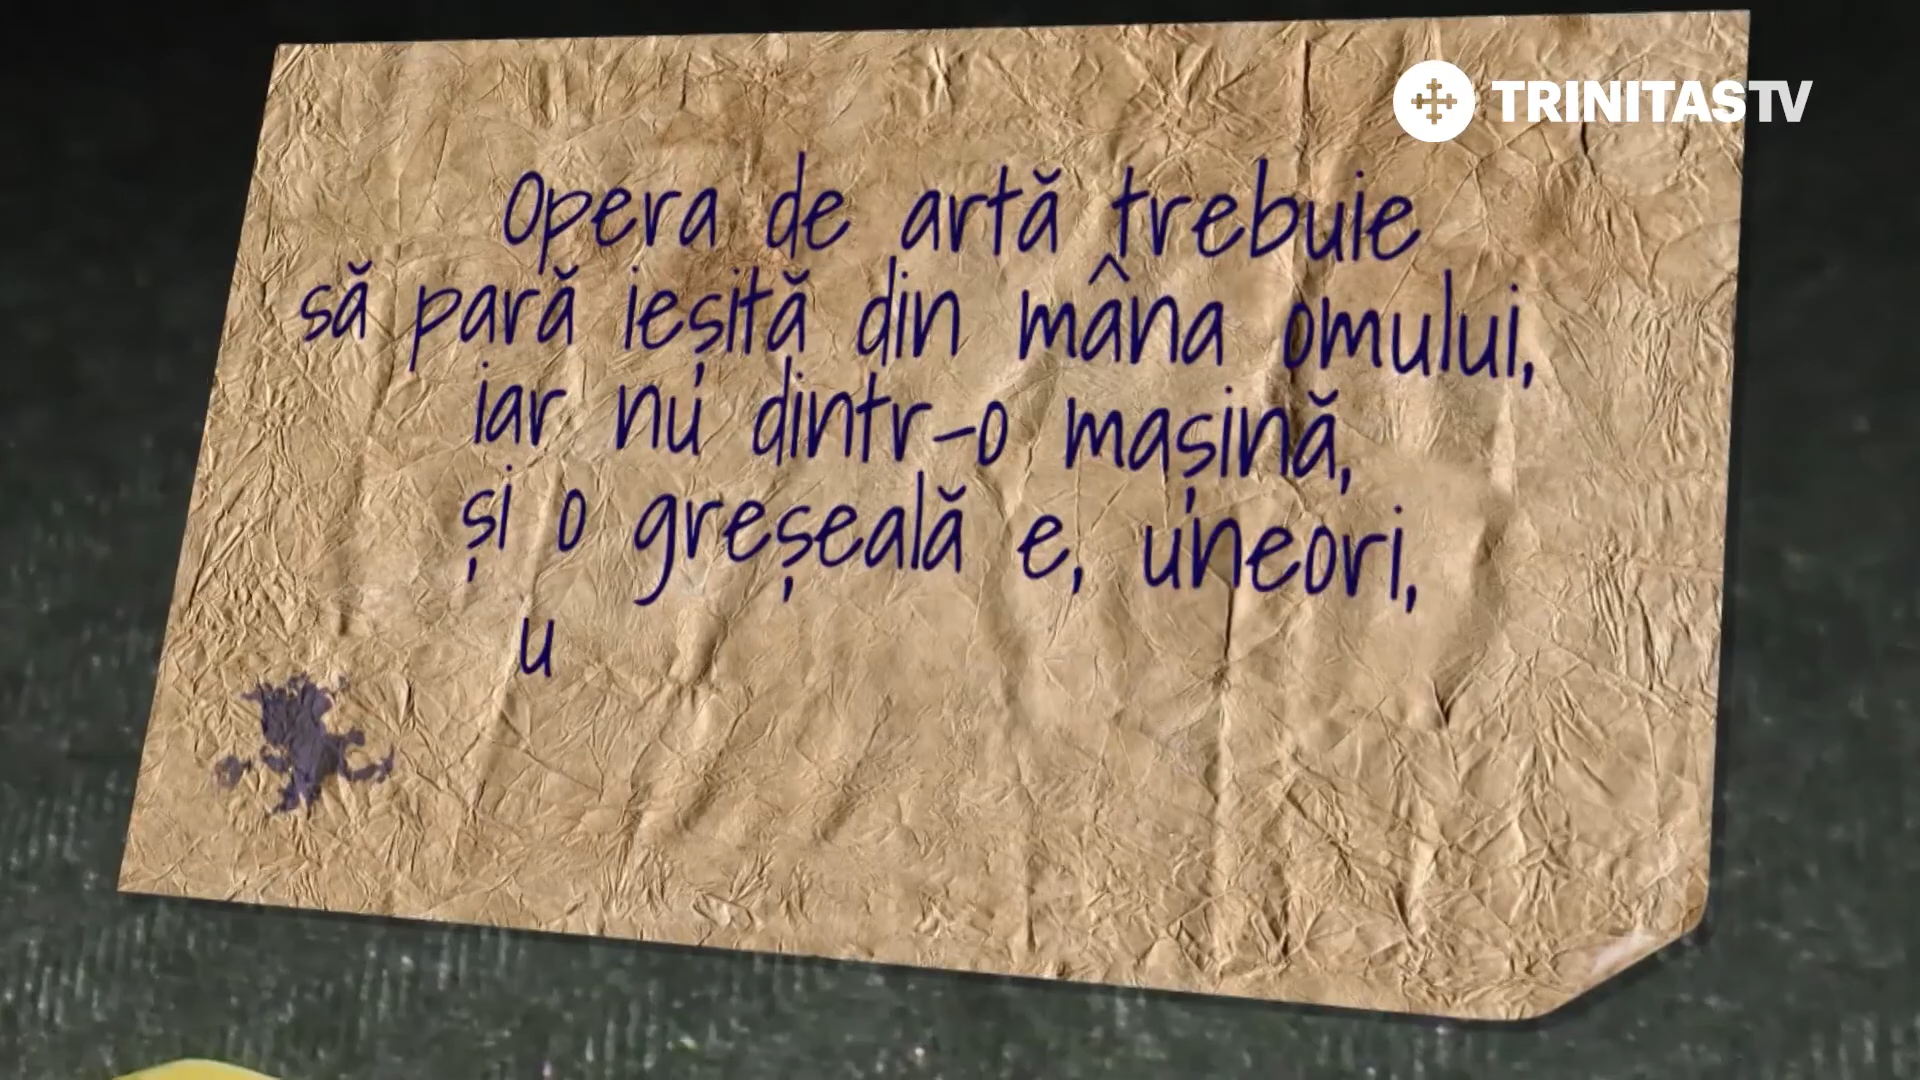 TRINITASTV
Opera de artă trebuie
să pară ieșită din mâna omului,
iar nu dintr-o mașină,
și o greșeală e, uneori,
u